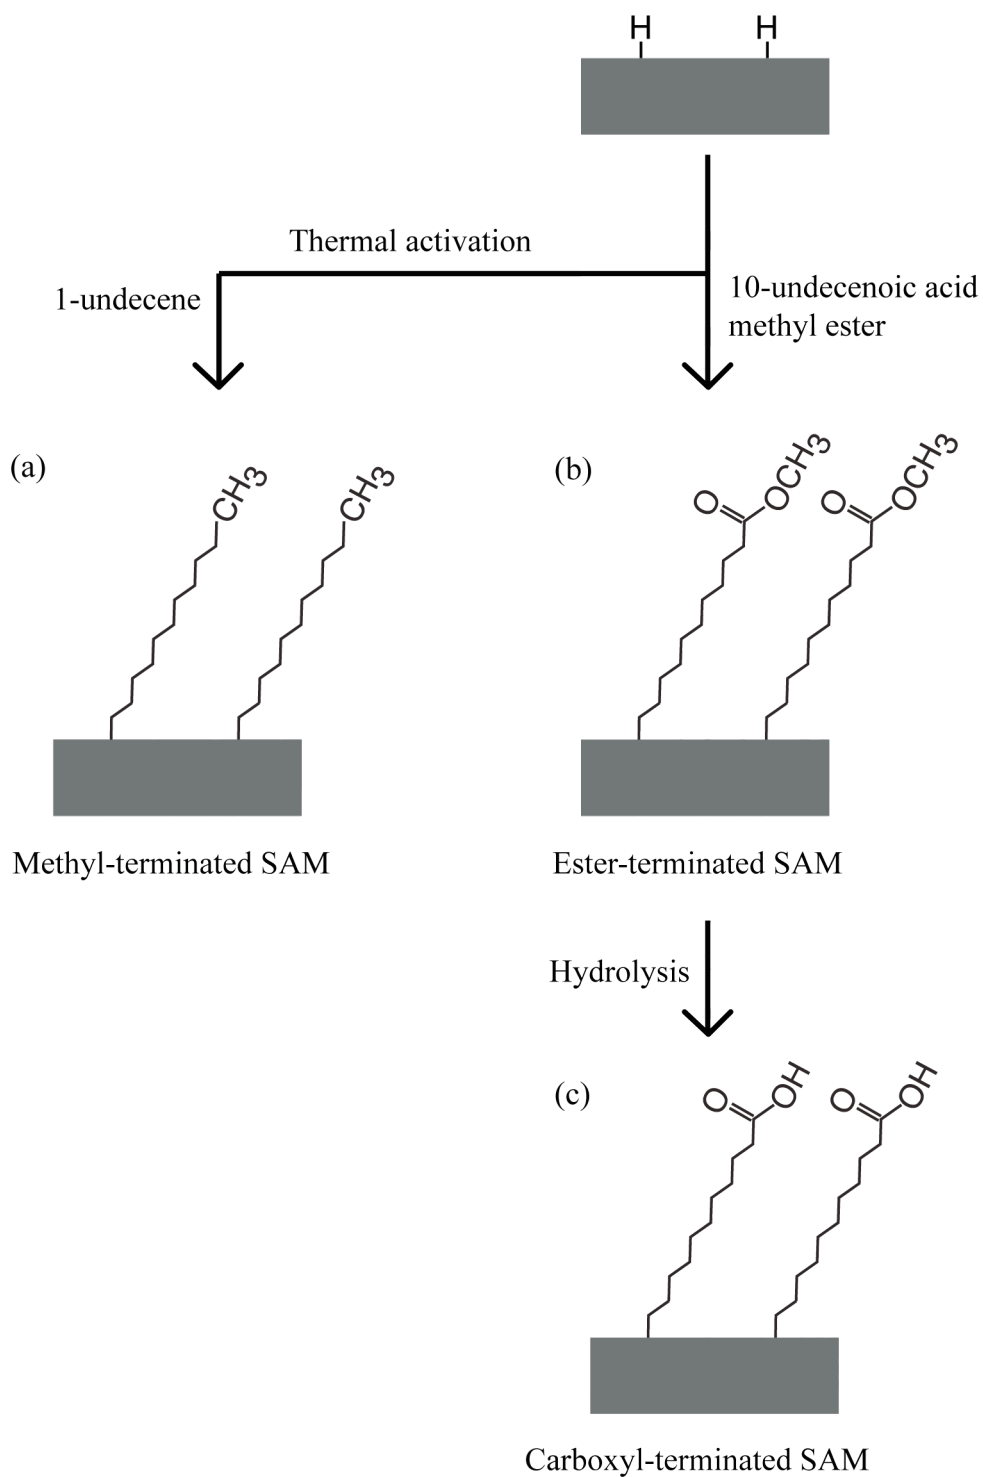 H H
Thermal activation
1-undecene
10-undecenoic acid
methyl ester
(a)
CH3 CH3
(b)
O OCH3 O OCH3
Methyl-terminated SAM
Ester-terminated SAM
Hydrolysis
(c)
O OH O OH
Carboxyl-terminated SAM